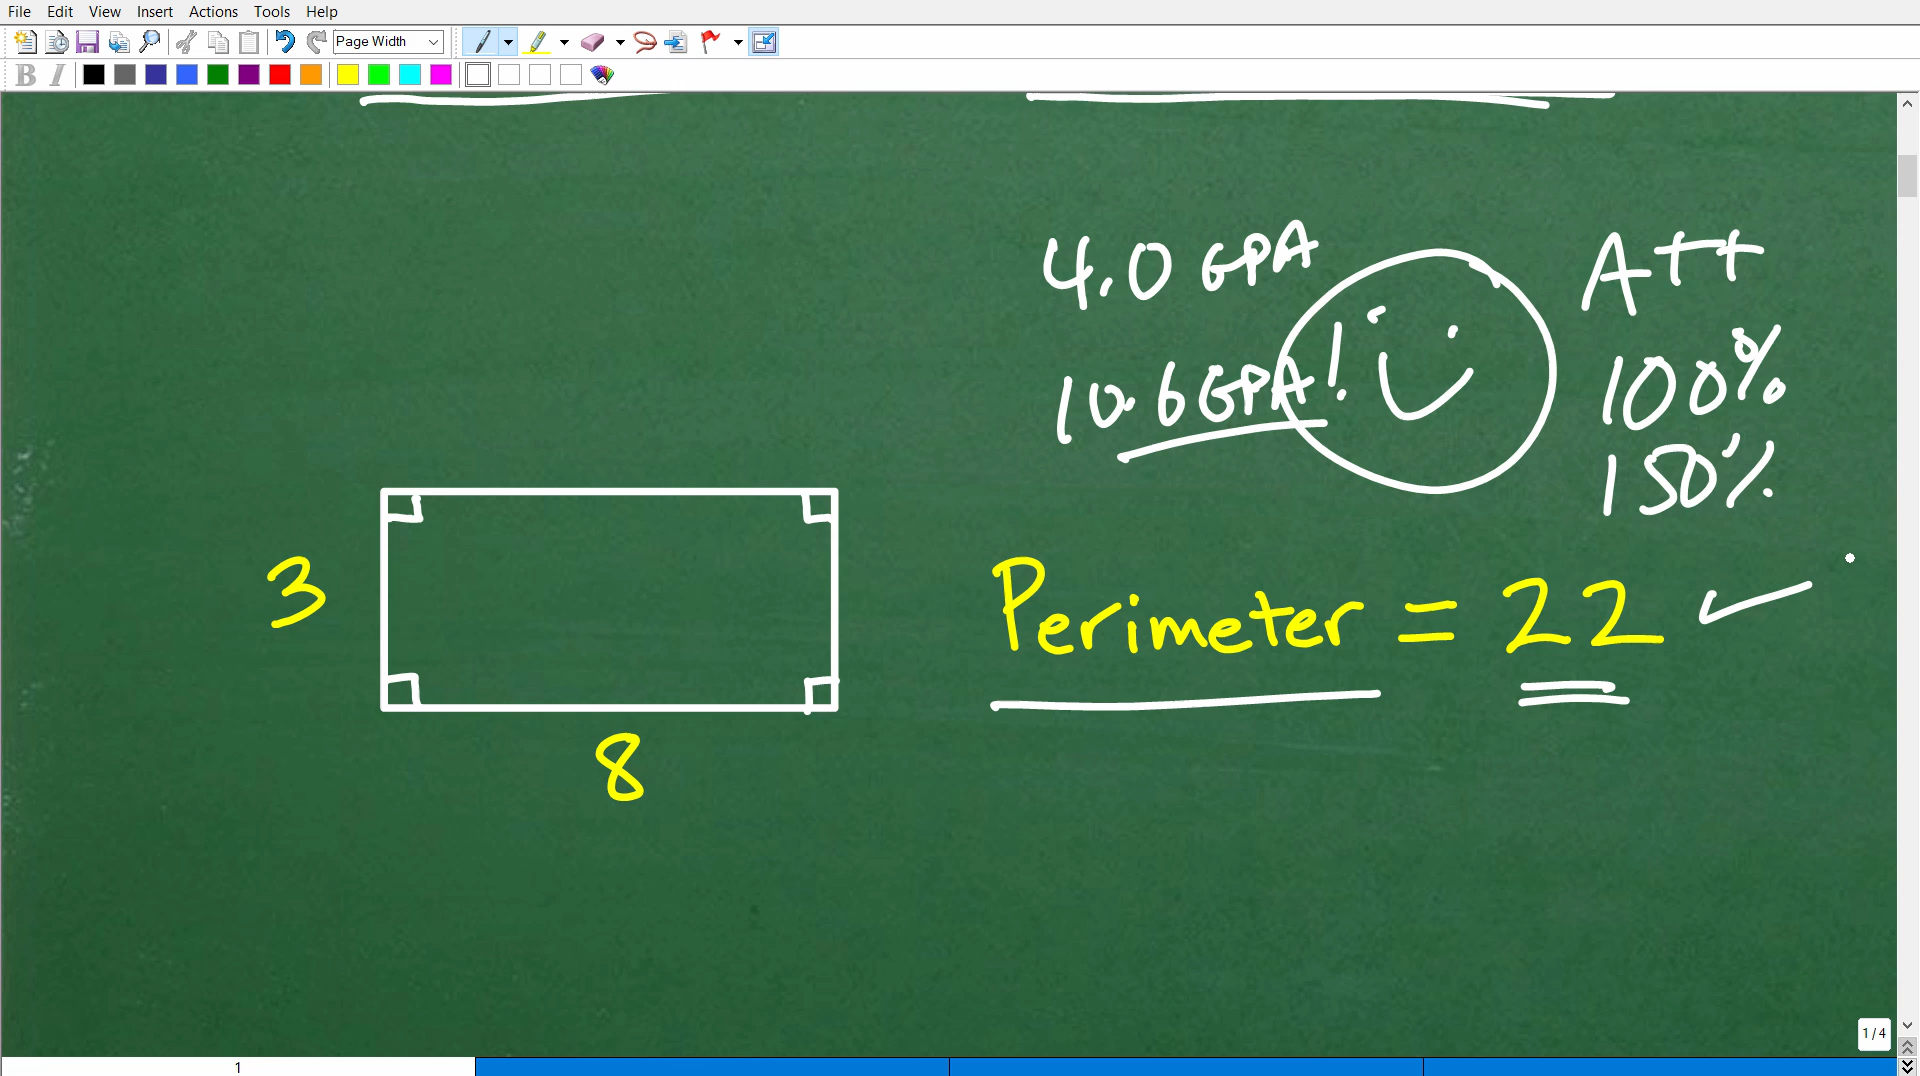 File Edit View Insert Actions Tools Help
Page Width
B I
4.0 GPA
A++
10.6 GPA!
100%
150%
3
Perimeter = 22
8
1 / 4
1